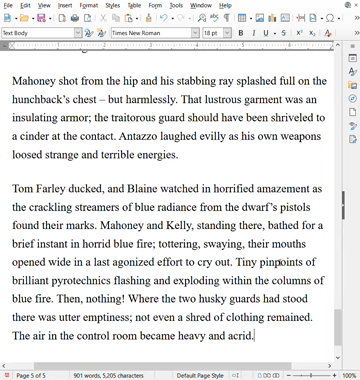 File Edit View Insert Format Styles Table Form Tools Window Help
Text Body Times New Roman 18 pt B I U S X² X₂
Mahoney shot from the hip and his stabbing ray splashed full on the
hunchback’s chest – but harmlessly. That lustrous garment was an
insulating armor; the traitorous guard should have been shriveled to
a cinder at the contact. Antazzo laughed evilly as his own weapons
loosed strange and terrible energies.
Tom Farley ducked, and Blaine watched in horrified amazement as
the crackling streamers of blue radiance from the dwarf’s pistols
found their marks. Mahoney and Kelly, standing there, bathed for a
brief instant in horrid blue fire; tottering, swaying, their mouths
opened wide in a last agonized effort to cry out. Tiny pinpoints of
brilliant pyrotechnics flashing and exploding within the columns of
blue fire. Then, nothing! Where the two husky guards had stood
there was utter emptiness; not even a shred of clothing remained.
The air in the control room became heavy and acrid.
Page 5 of 5 901 words, 5,205 characters Default Page Style 100%